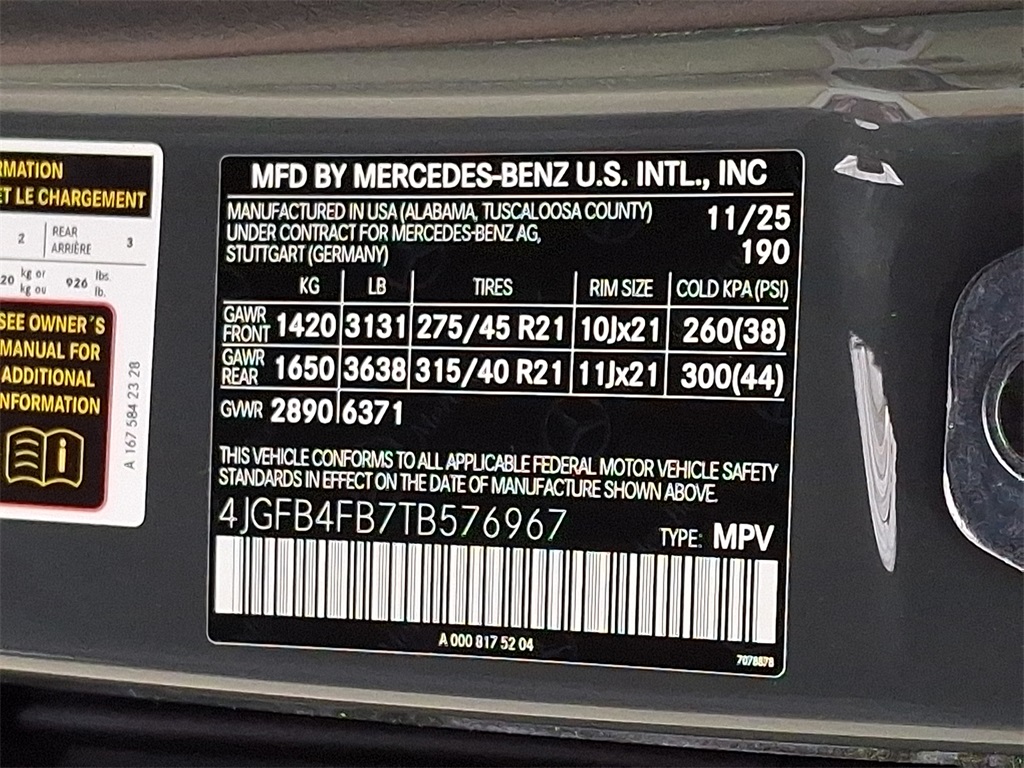 RMATION
ET LE CHARGEMENT
2 REAR ARRIÈRE 3
20 kg or kg ou 926 lbs. lb.
SEE OWNER'S
MANUAL FOR
ADDITIONAL
NFORMATION
A 167 584 23 28
MFD BY MERCEDES-BENZ U.S. INTL., INC
MANUFACTURED IN USA (ALABAMA, TUSCALOOSA COUNTY) 11/25
UNDER CONTRACT FOR MERCEDES-BENZ AG,
STUTTGART (GERMANY) 190
KG LB TIRES RIM SIZE COLD KPA (PSI)
GAWR FRONT 1420 3131 275/45 R21 10Jx21 260(38)
GAWR REAR 1650 3638 315/40 R21 11Jx21 300(44)
GVWR 2890 6371
THIS VEHICLE CONFORMS TO ALL APPLICABLE FEDERAL MOTOR VEHICLE SAFETY
STANDARDS IN EFFECT ON THE DATE OF MANUFACTURE SHOWN ABOVE.
4JGFB4FB7TB576967 TYPE: MPV
A 000 817 52 04
7078878